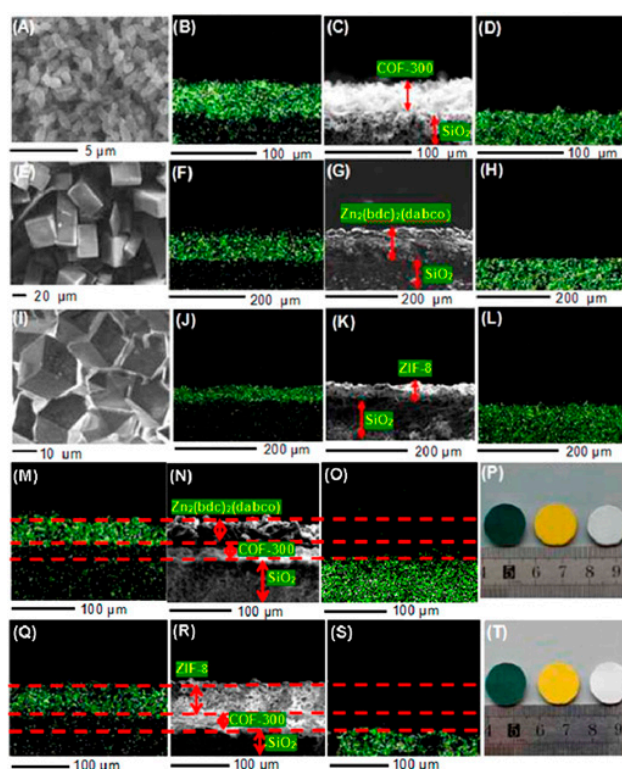 (A)
(B)
(C)
(D)
COF-300
SiO₂
5 μm
100 μm
100 μm
100 μm
(E)
(F)
(G)
(H)
Zn₂(bdc)₂(dabco)
SiO₂
20 μm
200 μm
200 μm
200 μm
(I)
(J)
(K)
(L)
ZIF-8
SiO₂
10 μm
200 μm
200 μm
200 μm
(M)
(N)
(O)
(P)
Zn₂(bdc)₂(dabco)
COF-300
SiO₂
4 5 6 7 8 9
100 μm
100 μm
100 μm
(Q)
(R)
(S)
(T)
ZIF-8
COF-300
SiO₂
4 5 6 7 8 9
100 μm
100 μm
100 μm